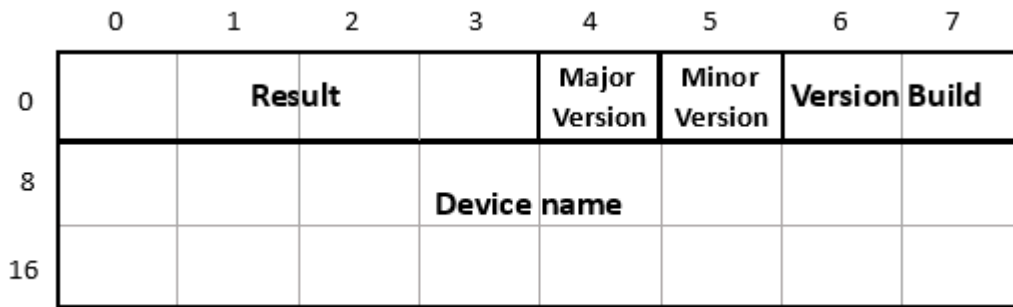 0 1 2 3 4 5 6 7
0 Result Major Version Minor Version Version Build
8 Device name
16